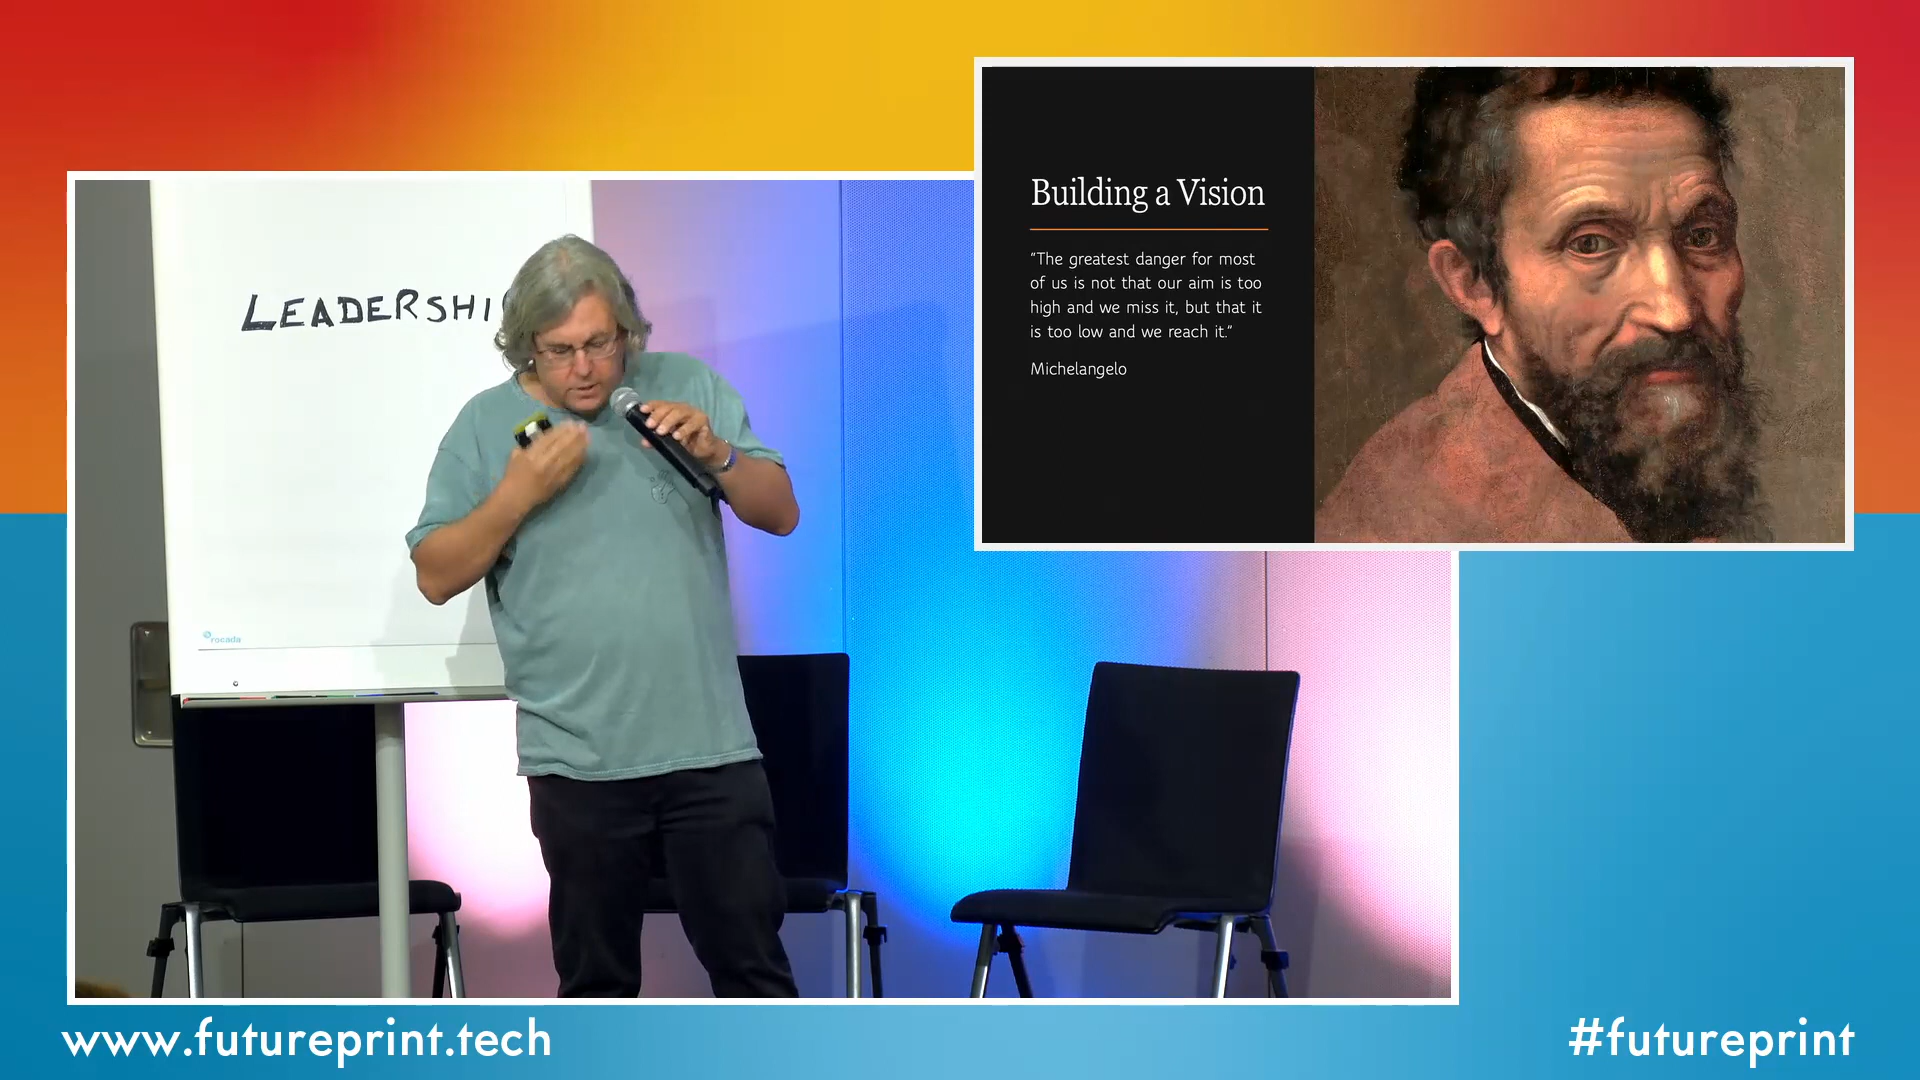 Building a Vision
“The greatest danger for most
of us is not that our aim is too
high and we miss it, but that it
is too low and we reach it.”
Michelangelo
LEADERSHI
rocada
www.futureprint.tech
#futureprint